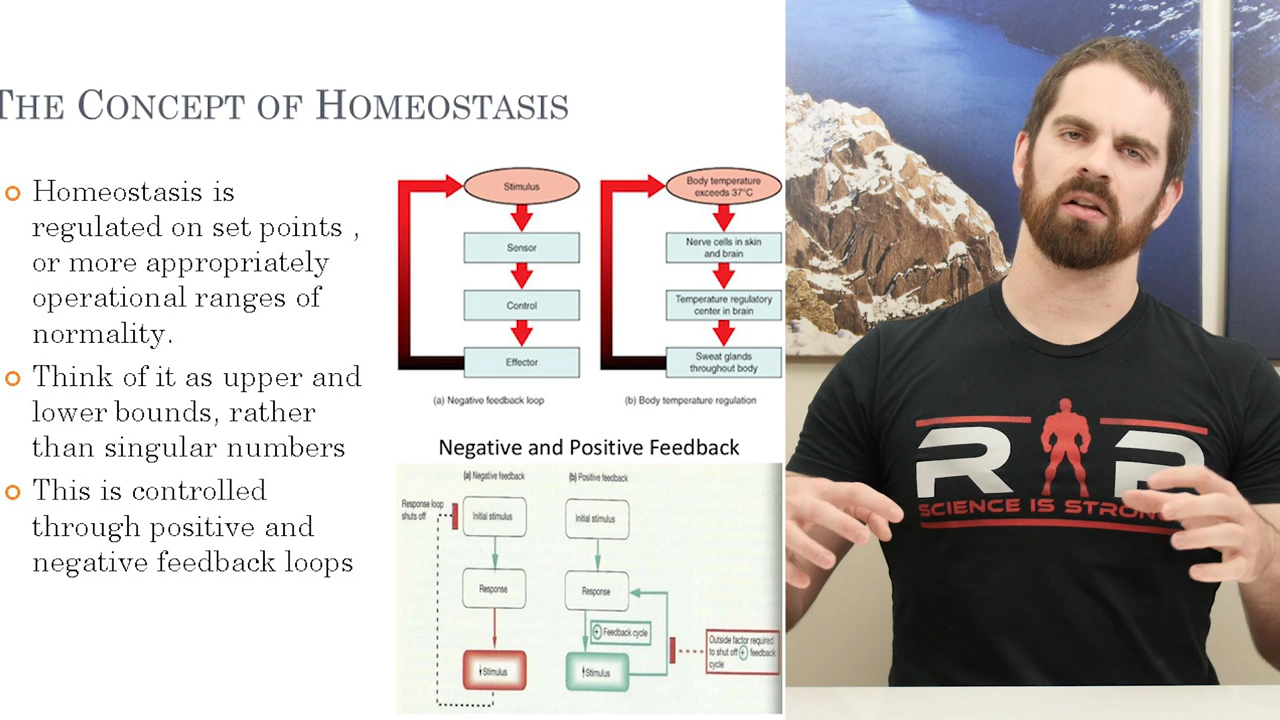 THE CONCEPT OF HOMEOSTASIS
Homeostasis is
regulated on set points ,
or more appropriately
operational ranges of
normality.
Think of it as upper and
lower bounds, rather
than singular numbers
This is controlled
through positive and
negative feedback loops
Stimulus
Sensor
Control
Effector
(a) Negative feedback loop
Body temperature
exceeds 37°C
Nerve cells in skin
and brain
Temperature regulatory
center in brain
Sweat glands
throughout body
(b) Body temperature regulation
Negative and Positive Feedback
(a) Negative feedback
Response loop
shuts off
Initial stimulus
Response
Stimulus
(b) Positive feedback
Initial stimulus
Response
+ Feedback cycle
Stimulus
Outside factor required
to shut off + feedback
cycle
R P
SCIENCE IS STRONG